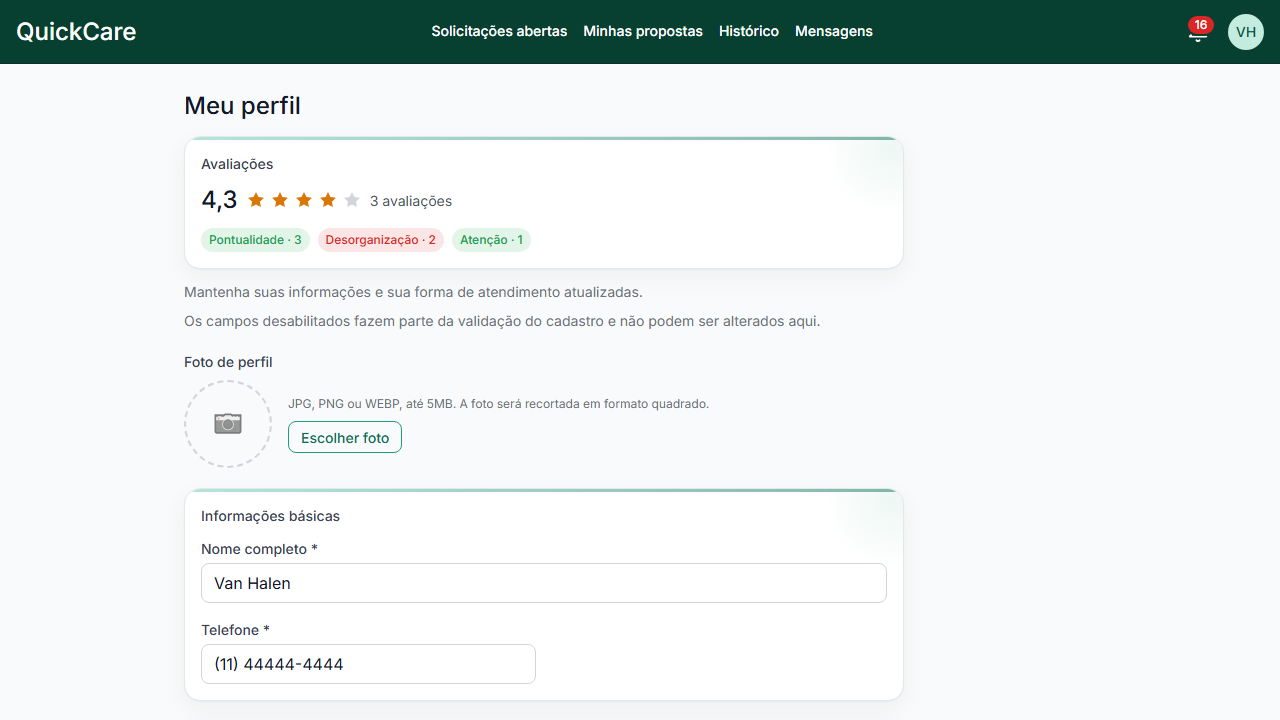 QuickCare
Solicitações abertas
Minhas propostas
Histórico
Mensagens
16
VH
Meu perfil
Avaliações
4,3 3 avaliações
Pontualidade · 3
Desorganização · 2
Atenção · 1
Mantenha suas informações e sua forma de atendimento atualizadas.
Os campos desabilitados fazem parte da validação do cadastro e não podem ser alterados aqui.
Foto de perfil
JPG, PNG ou WEBP, até 5MB. A foto será recortada em formato quadrado.
Escolher foto
Informações básicas
Nome completo *
Van Halen
Telefone *
(11) 44444-4444